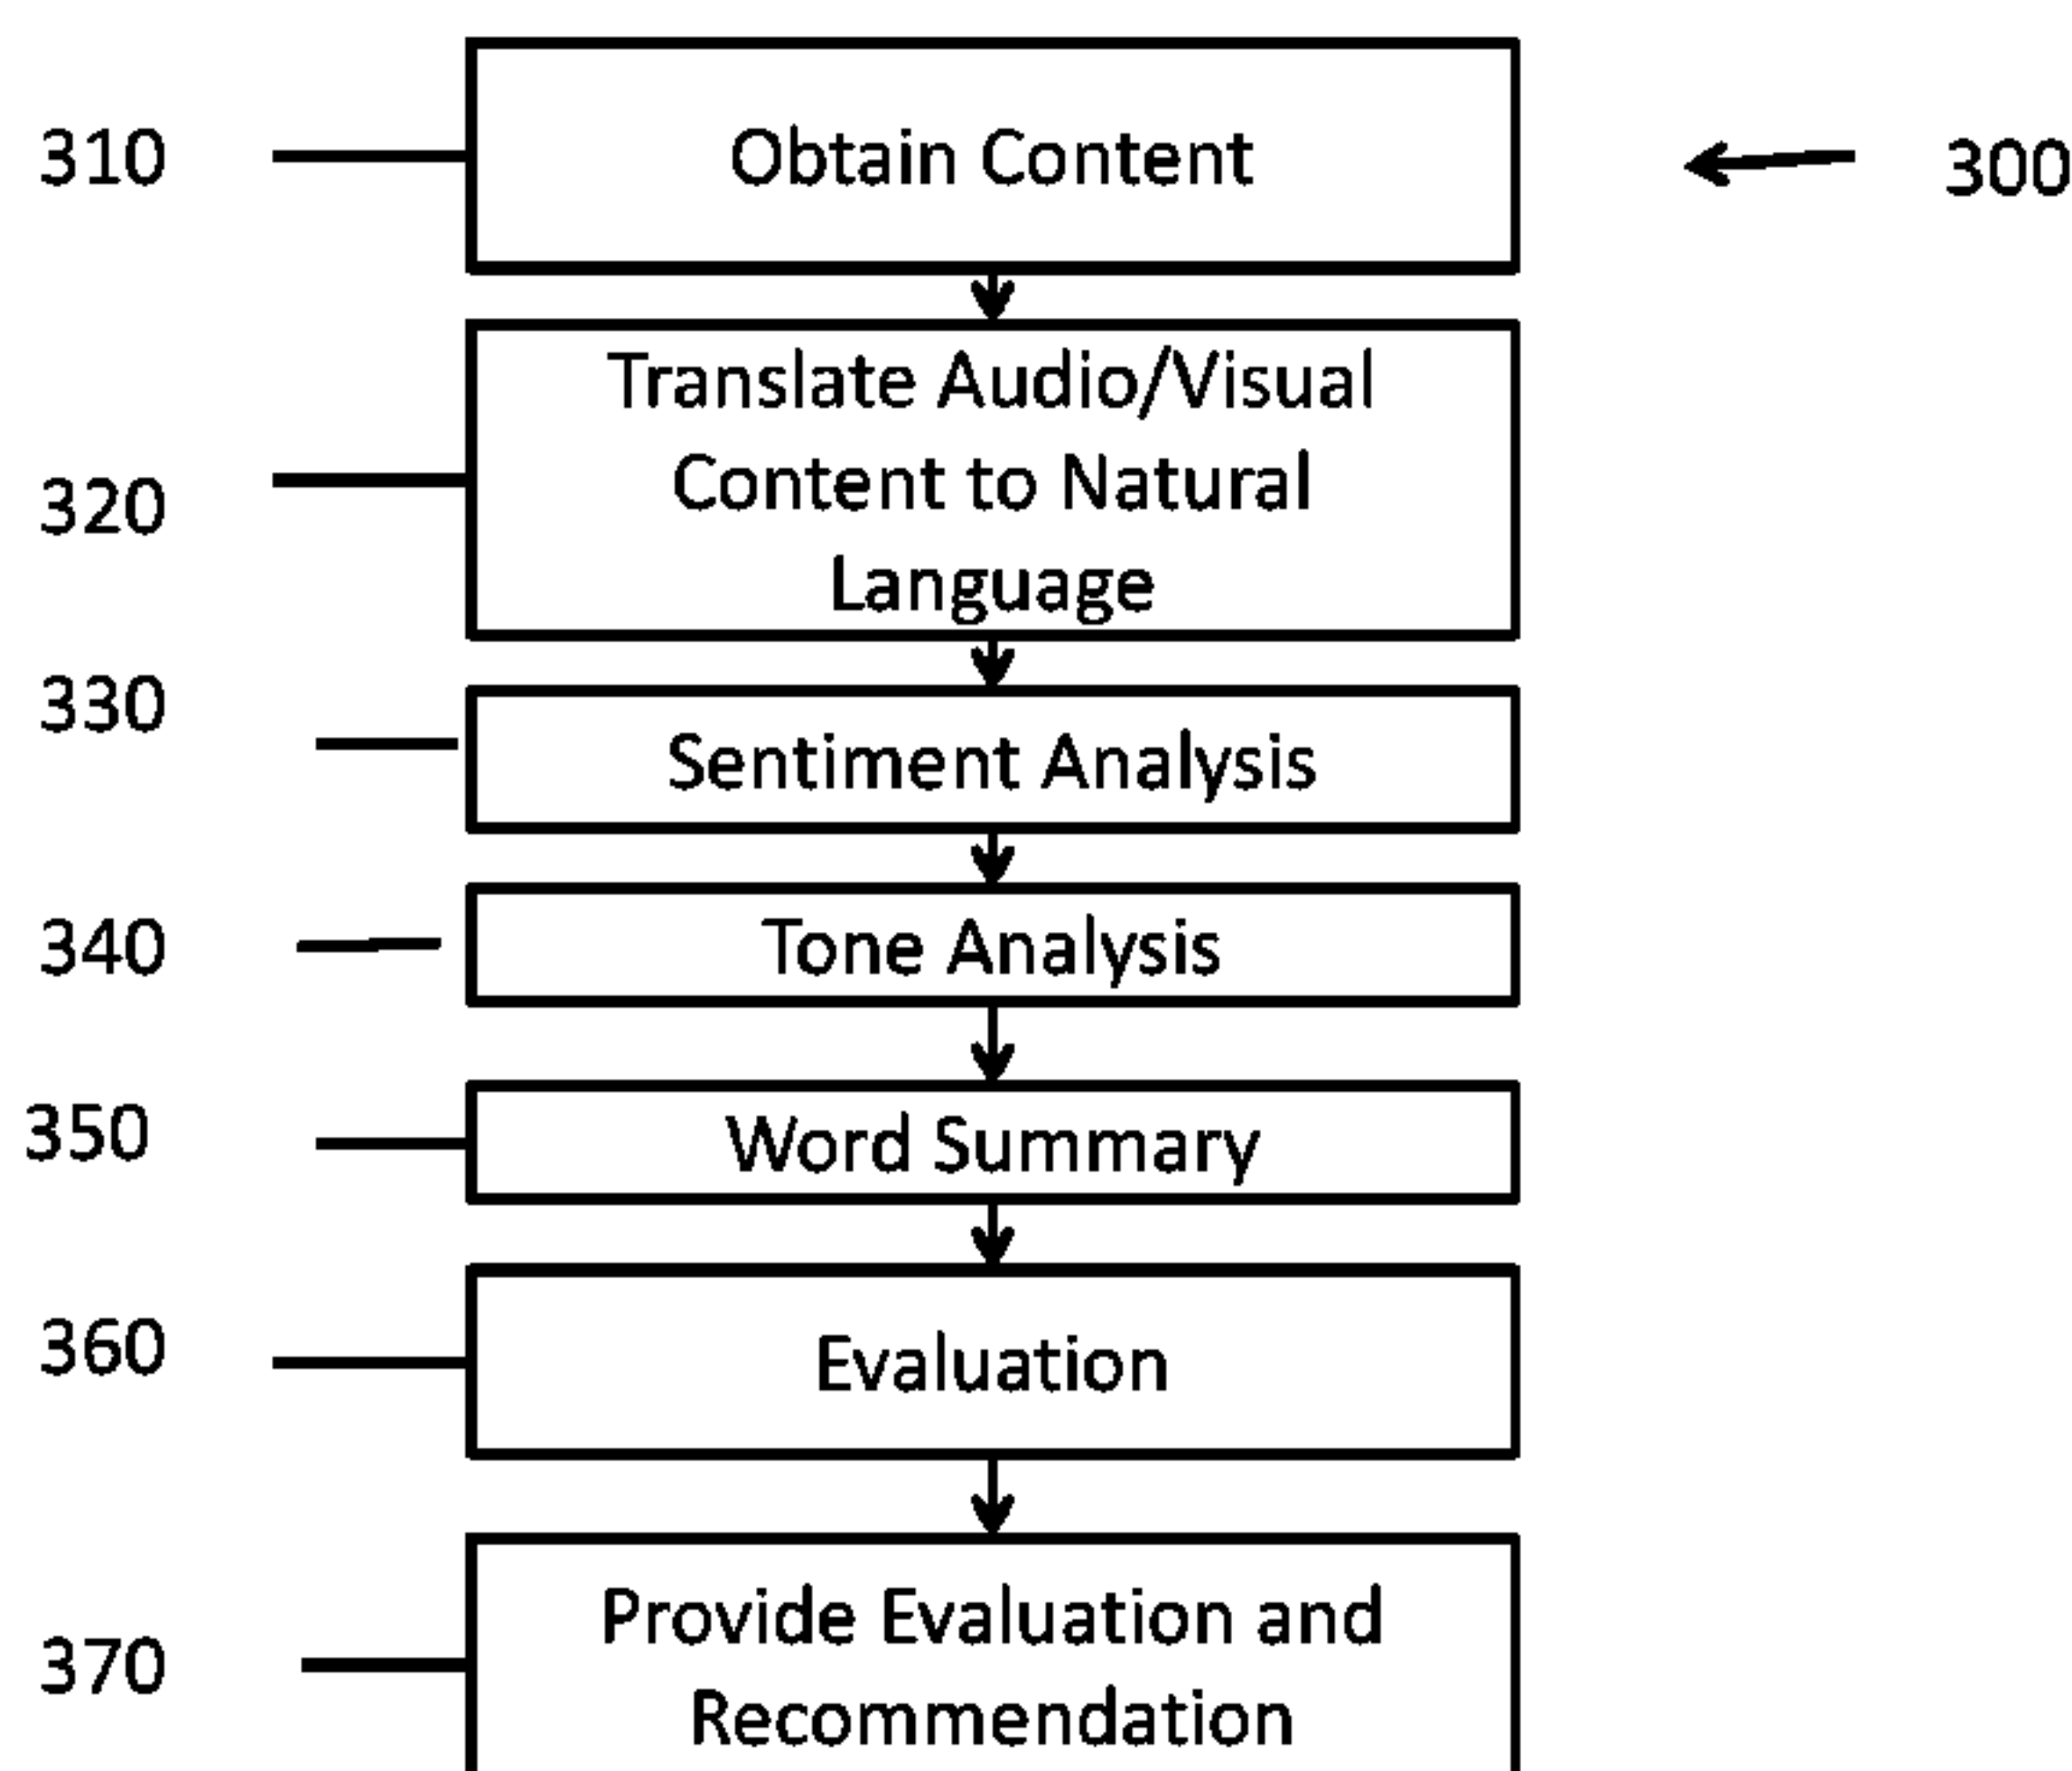 310
Obtain Content
300
Translate Audio/Visual
Content to Natural
Language
320
330
Sentiment Analysis
340
Tone Analysis
350
Word Summary
360
Evaluation
370
Provide Evaluation and
Recommendation